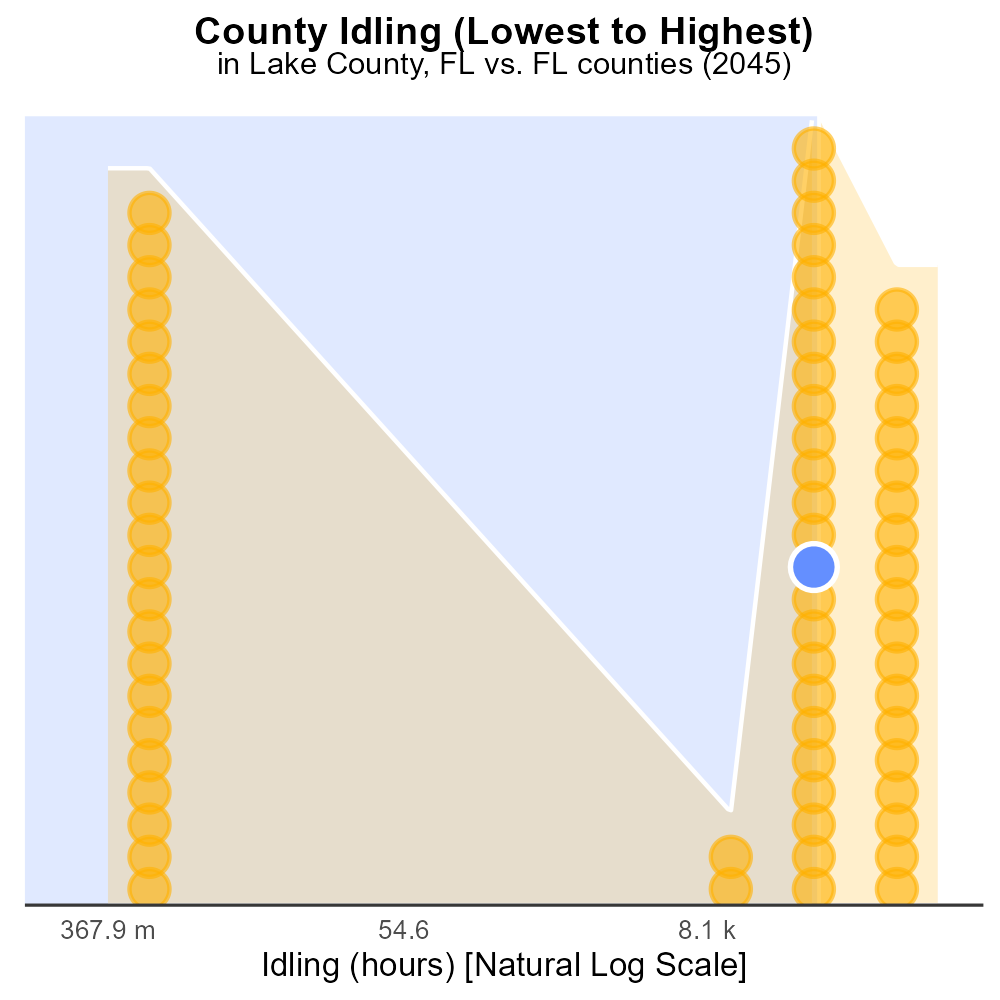 County Idling (Lowest to Highest)
in Lake County, FL vs. FL counties (2045)
367.9 m 54.6 8.1 k
Idling (hours) [Natural Log Scale]